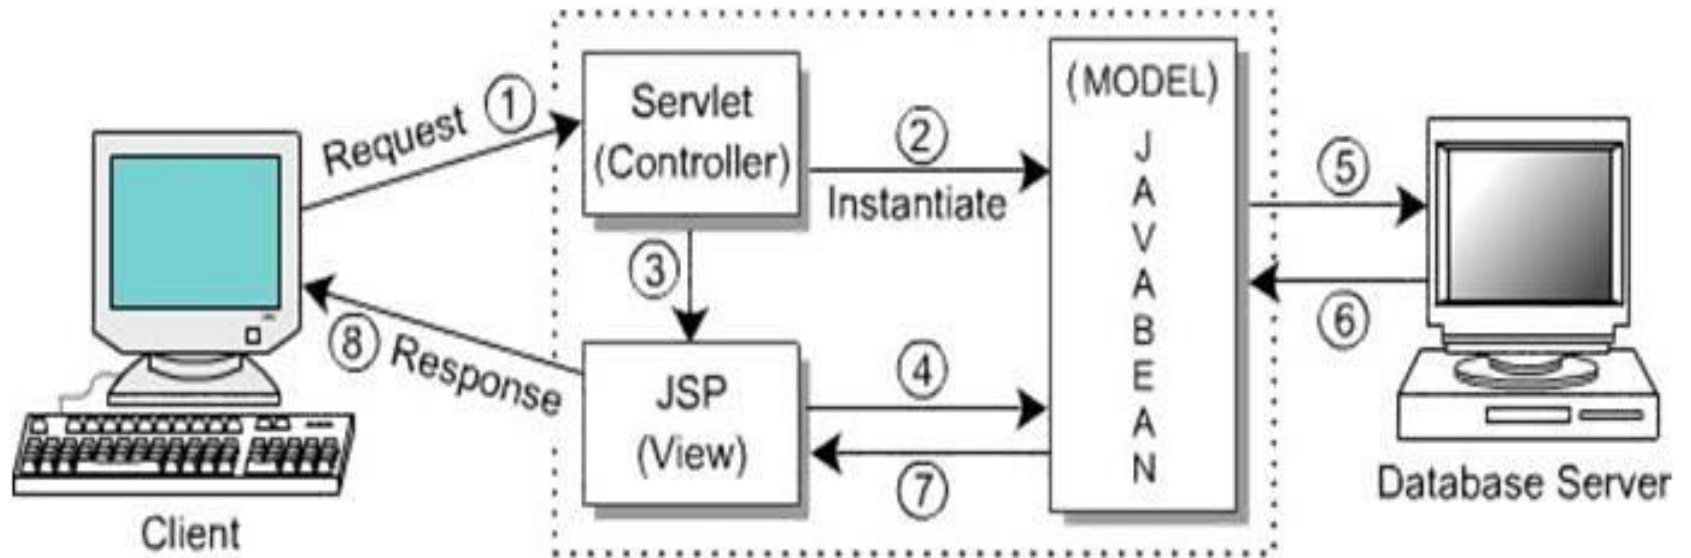 Request ①
Servlet
(Controller)
②
Instantiate
(MODEL)
J
A
V
A
B
E
A
N
③
④
⑤
⑥
⑦
⑧ Response
JSP
(View)
Client
Database Server